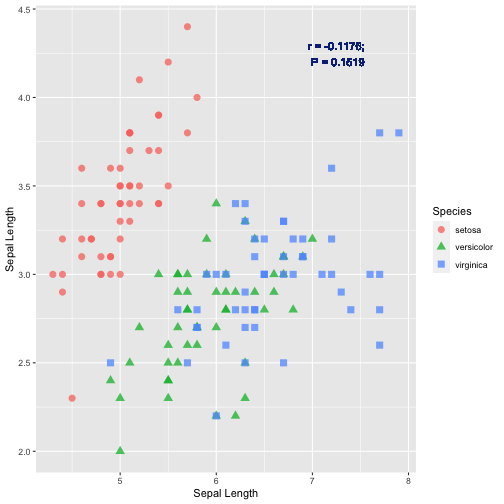 4.5
r = -0.1176;
P = 0.1519
4.0
3.5
3.0
2.5
2.0
Sepal Length
5
6
7
8
Sepal Length
Species
setosa
versicolor
virginica